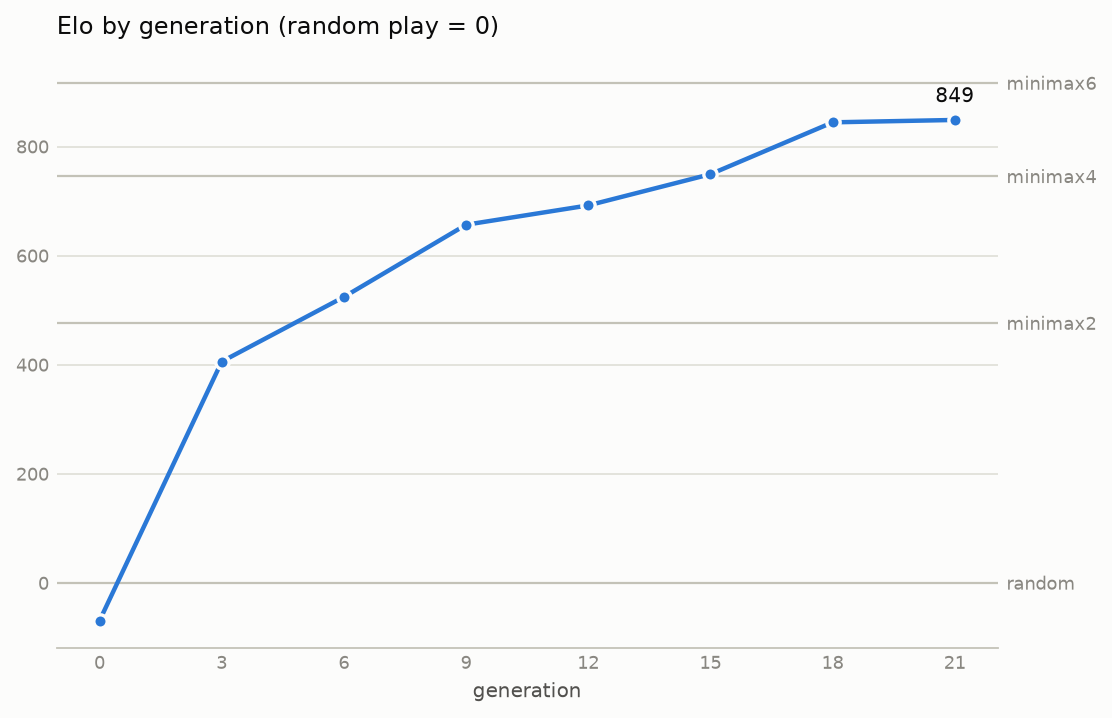 Elo by generation (random play = 0)
minimax6
849
800
minimax4
600
minimax2
400
200
0 random
0 3 6 9 12 15 18 21
generation